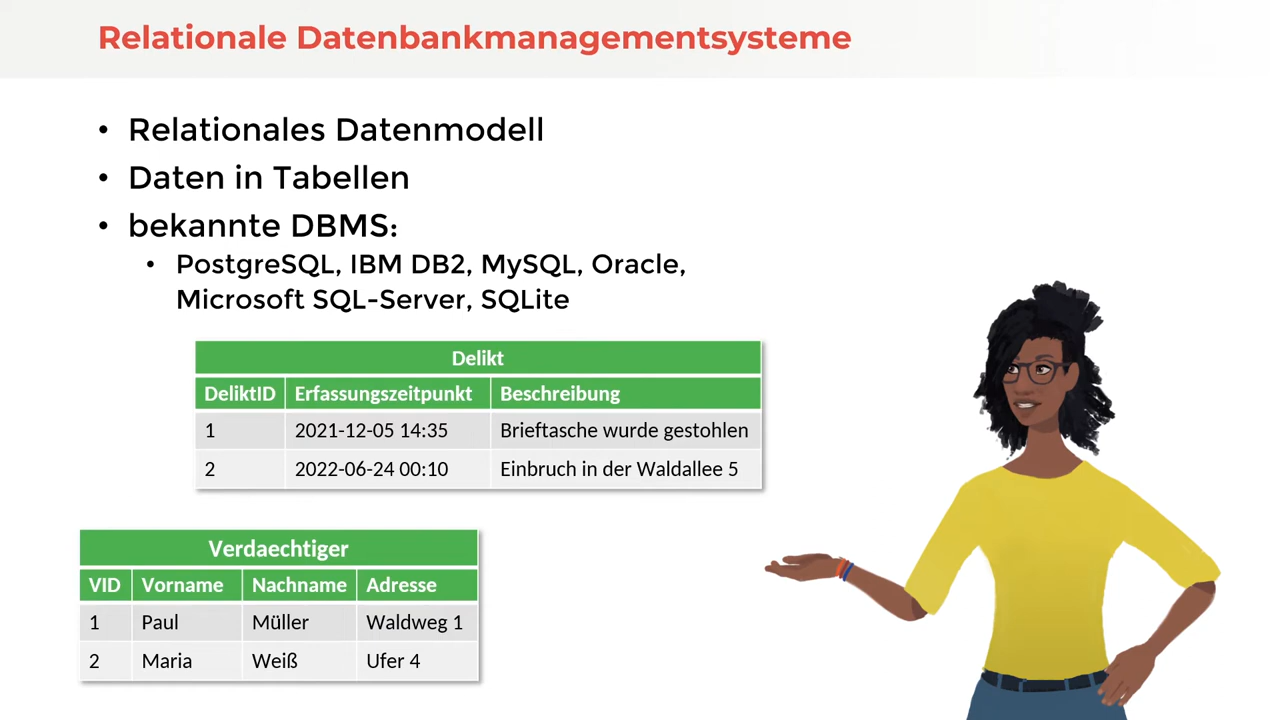 Relationale Datenbankmanagementsysteme
• Relationales Datenmodell
• Daten in Tabellen
• bekannte DBMS:
• PostgreSQL, IBM DB2, MySQL, Oracle,
Microsoft SQL-Server, SQLite
Delikt
DeliktID Erfassungszeitpunkt Beschreibung
1 2021-12-05 14:35 Brieftasche wurde gestohlen
2 2022-06-24 00:10 Einbruch in der Waldallee 5
Verdaechtiger
VID Vorname Nachname Adresse
1 Paul Müller Waldweg 1
2 Maria Weiß Ufer 4